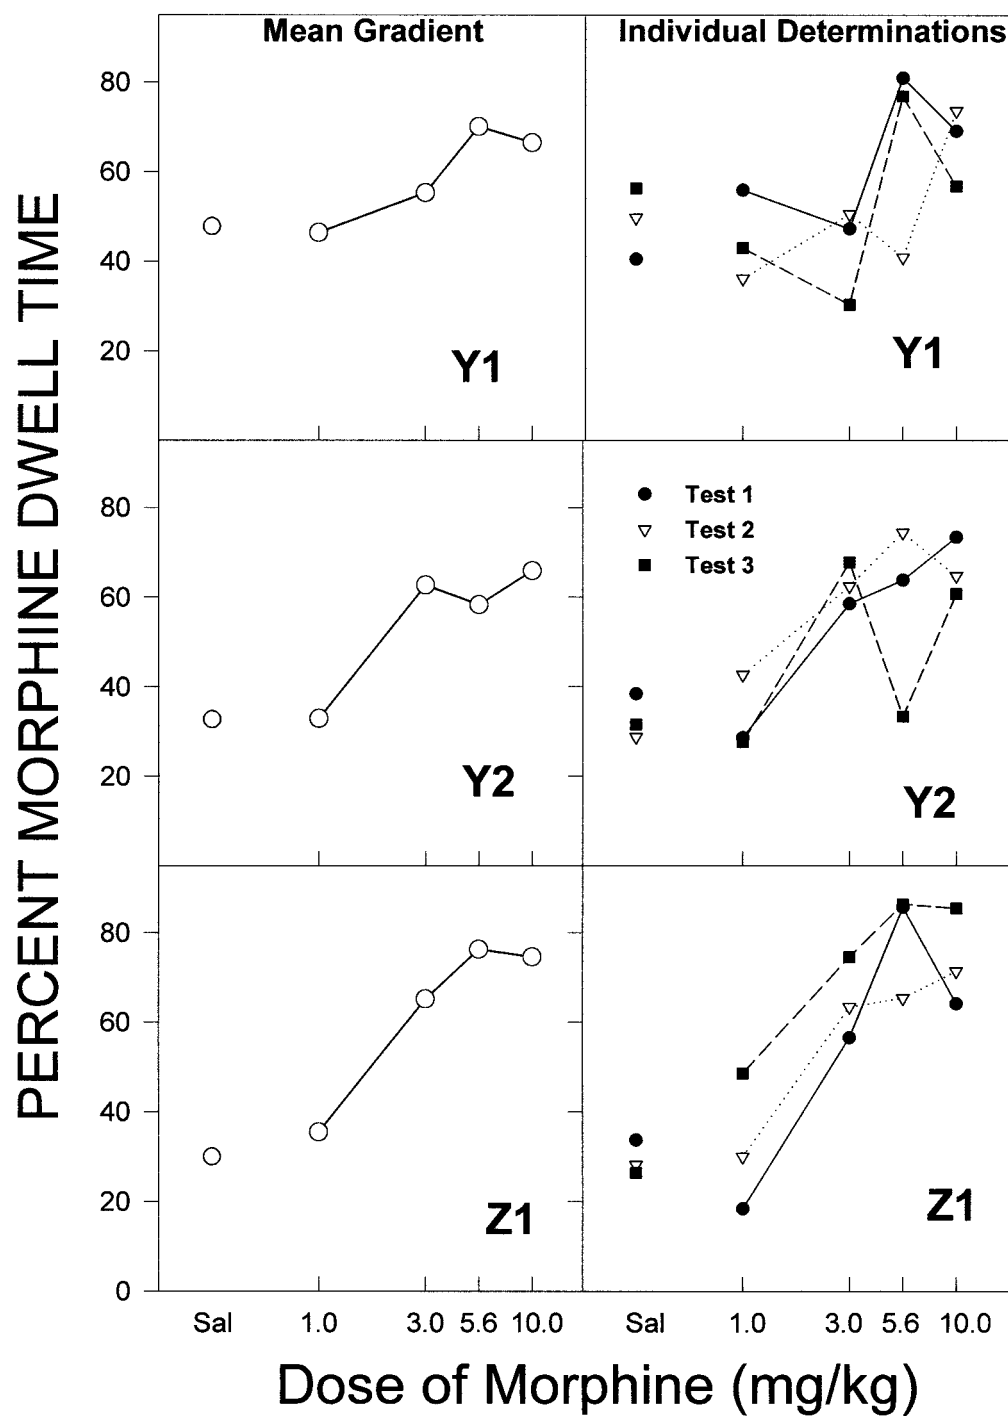 Mean Gradient
Individual Determinations
80
60
40
20
Y1
Y1
80
60
40
20
Y2
Test 1
Test 2
Test 3
Y2
80
60
40
20
0
Z1
Z1
Sal 1.0 3.0 5.6 10.0
Sal 1.0 3.0 5.6 10.0
PERCENT MORPHINE DWELL TIME
Dose of Morphine (mg/kg)